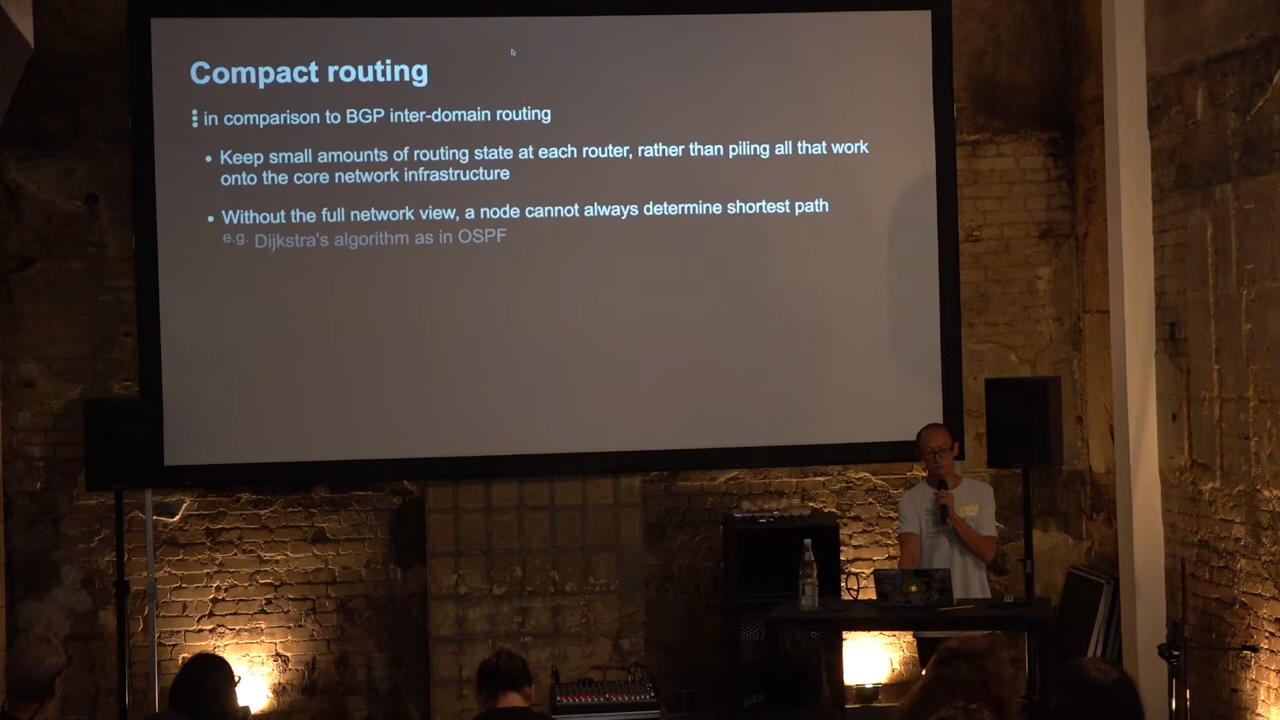 Compact routing
in comparison to BGP inter-domain routing
• Keep small amounts of routing state at each router, rather than piling all that work
onto the core network infrastructure
• Without the full network view, a node cannot always determine shortest path
e.g. Dijkstra's algorithm as in OSPF